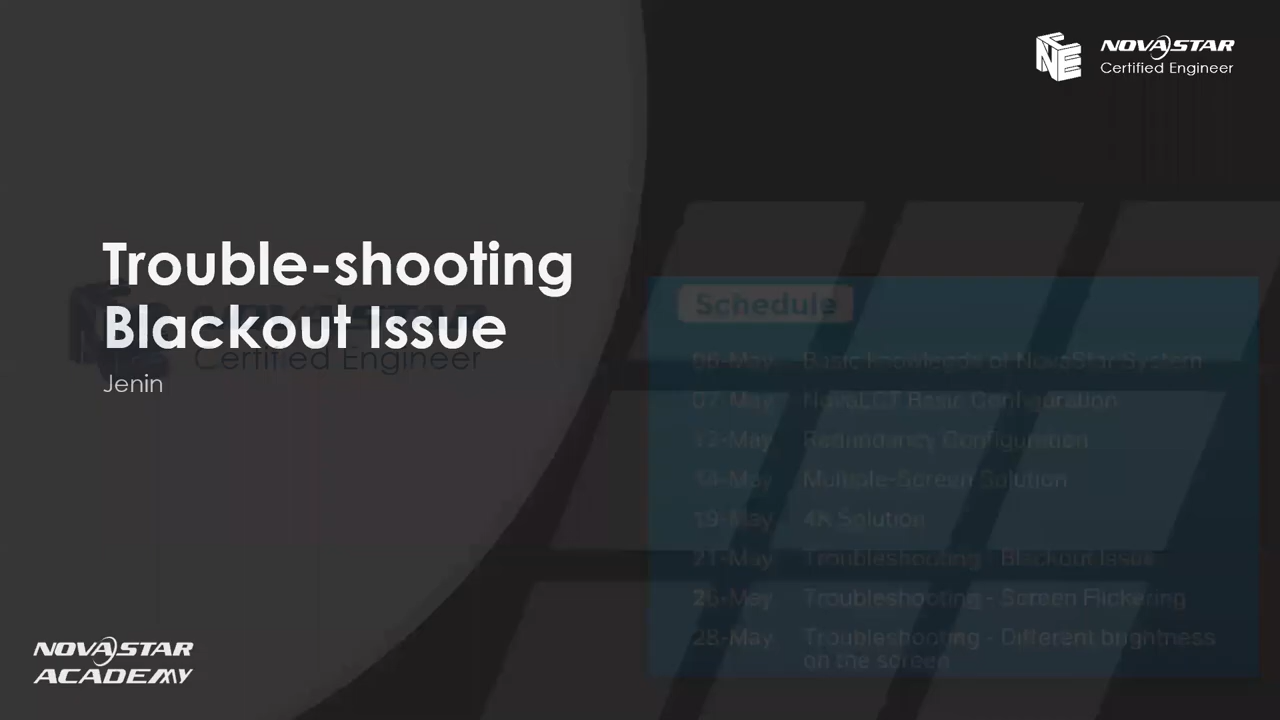 NOVASTAR
Certified Engineer
Trouble-shooting
Blackout Issue
Jenin
Certified Engineer
Schedule
06-May Basic knowledge of NovaStar System
07-May NovaLCT Basic Configuration
12-May Redundancy Configuration
14-May Multiple-Screen Solution
19-May 4K Solution
21-May Troubleshooting - Blackout Issue
26-May Troubleshooting - Screen Flickering
28-May Troubleshooting - Different brightness
on the screen
NOVASTAR
ACADEMY